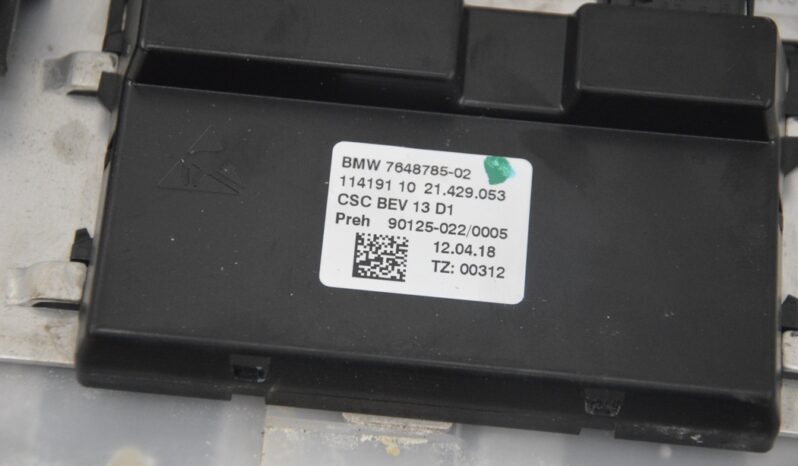 BMW 7648785-02
114191 10 21.429.053
CSC BEV 13 D1
Preh 90125-022/0005
12.04.18
TZ: 00312